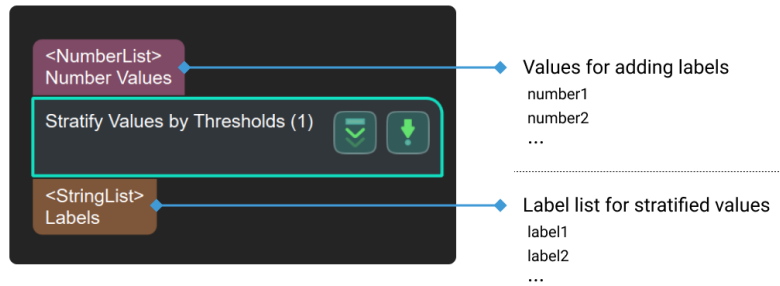 <NumberList>
Number Values
Stratify Values by Thresholds (1)
<StringList>
Labels
Values for adding labels
number1
number2
...
Label list for stratified values
label1
label2
...